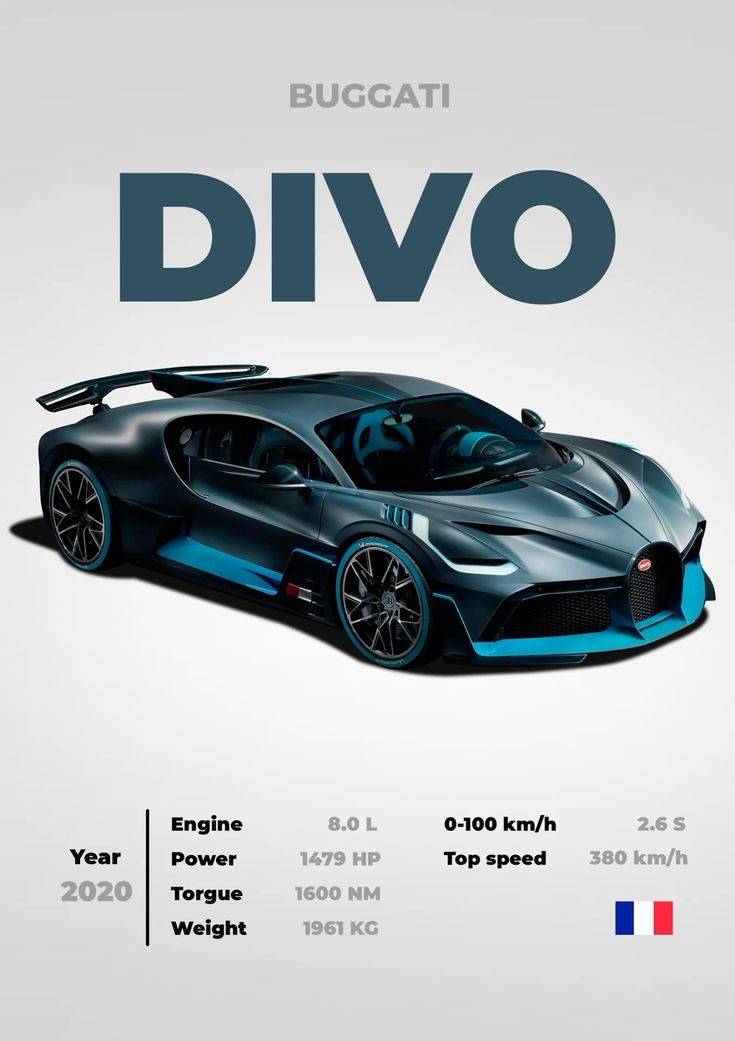 BUGGATI
DIVO
Year
2020
Engine 8.0 L
Power 1479 HP
Torgue 1600 NM
Weight 1961 KG
0-100 km/h 2.6 S
Top speed 380 km/h